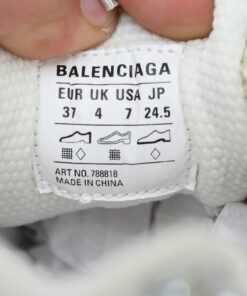 BALENCIAGA
EUR UK USA JP
37 4 7 24.5
ART NO. 788818
MADE IN CHINA